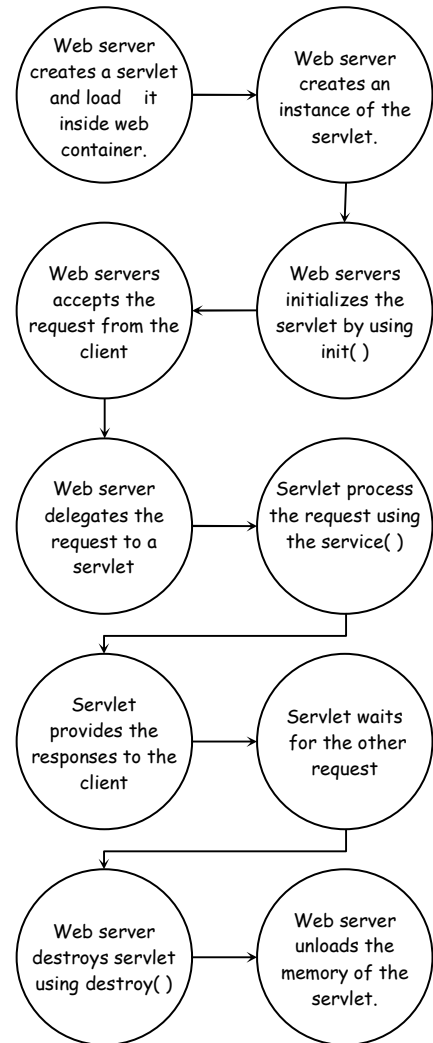 Web server
creates a servlet
and load it
inside web
container.
Web server
creates an
instance of the
servlet.
Web servers
initializes the
servlet by using
init( )
Web servers
accepts the
request from the
client
Web server
delegates the
request to a
servlet
Servlet process
the request using
the service( )
Servlet
provides the
responses to the
client
Servlet waits
for the other
request
Web server
destroys servlet
using destroy( )
Web server
unloads the
memory of the
servlet.